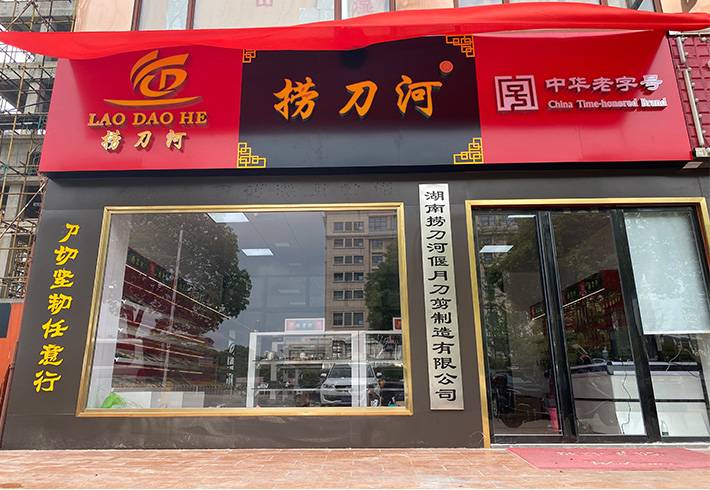 LAO DAO HE
捞刀河
捞刀河
中华老字号
China Time-honored Brand
刀切坚韧任意行
湖南捞刀河偃月刀剪制造有限公司